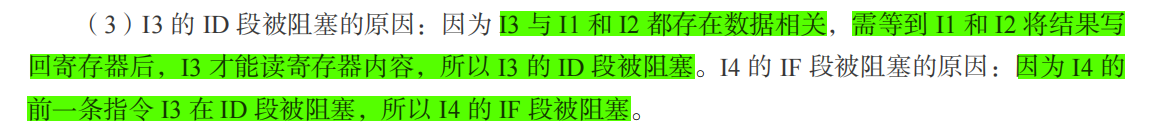 （3）I3 的 ID 段被阻塞的原因：因为 I3 与 I1 和 I2 都存在数据相关，需等到 I1 和 I2 将结果写
回寄存器后，I3 才能读寄存器内容，所以 I3 的 ID 段被阻塞。I4 的 IF 段被阻塞的原因：因为 I4 的
前一条指令 I3 在 ID 段被阻塞，所以 I4 的 IF 段被阻塞。